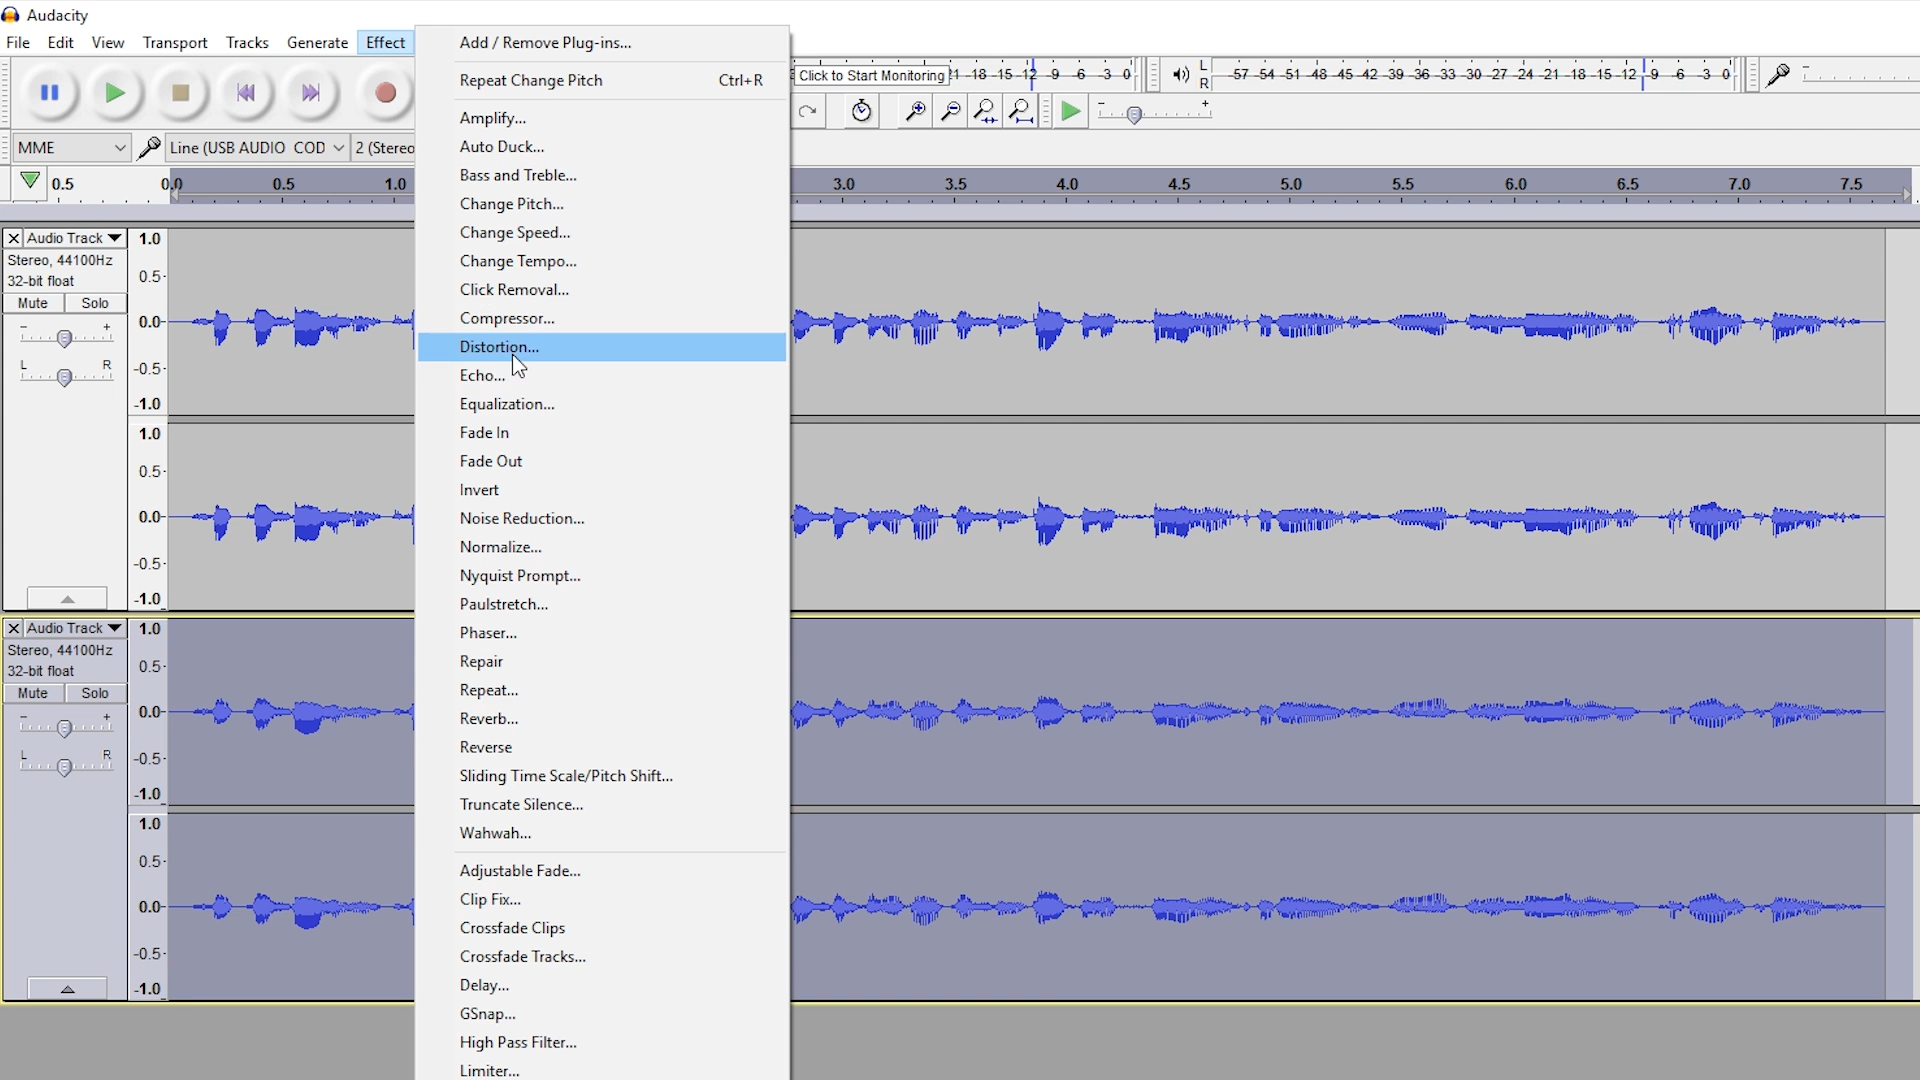 Audacity
File Edit View Transport Tracks Generate Effect
Add / Remove Plug-ins...
Repeat Change Pitch Ctrl+R
Amplify...
Auto Duck...
Bass and Treble...
Change Pitch...
Change Speed...
Change Tempo...
Click Removal...
Compressor...
Distortion...
Echo...
Equalization...
Fade In
Fade Out
Invert
Noise Reduction...
Normalize...
Nyquist Prompt...
Paulstretch...
Phaser...
Repair
Repeat...
Reverb...
Reverse
Sliding Time Scale/Pitch Shift...
Truncate Silence...
Wahwah...
Adjustable Fade...
Clip Fix...
Crossfade Clips
Crossfade Tracks...
Delay...
GSnap...
High Pass Filter...
Limiter...
Click to Start Monitoring -18 -15 -12 -9 -6 -3 0
L
R
-57 -54 -51 -48 -45 -42 -39 -36 -33 -30 -27 -24 -21 -18 -15 -12 -9 -6 -3 0
- +
MME Line (USB AUDIO COD 2 (Stereo
0.5 0.0 0.5 1.0 3.0 3.5 4.0 4.5 5.0 5.5 6.0 6.5 7.0 7.5
X Audio Track
Stereo, 44100Hz
32-bit float
Mute Solo
- +
L R
1.0
0.5
0.0
-0.5
-1.0
1.0
0.5
0.0
-0.5
-1.0
X Audio Track
Stereo, 44100Hz
32-bit float
Mute Solo
- +
L R
1.0
0.5
0.0
-0.5
-1.0
1.0
0.5
0.0
-0.5
-1.0